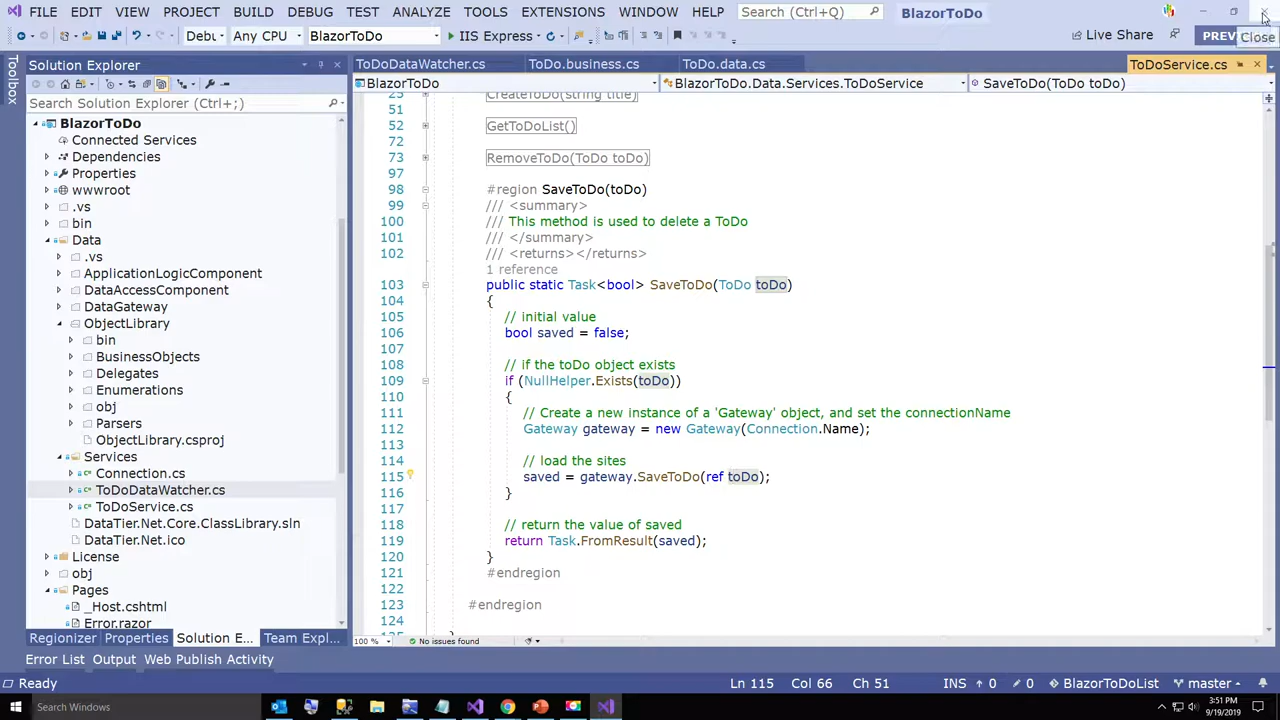 FILE EDIT VIEW PROJECT BUILD DEBUG TEST ANALYZE TOOLS EXTENSIONS WINDOW HELP Search (Ctrl+Q) BlazorToDo
Debu Any CPU BlazorToDo IIS Express Live Share
Close
Toolbox
Solution Explorer
Search Solution Explorer (Ctrl+;)
BlazorToDo
Connected Services
Dependencies
Properties
wwwroot
.vs
bin
Data
.vs
ApplicationLogicComponent
DataAccessComponent
DataGateway
ObjectLibrary
bin
BusinessObjects
Delegates
Enumerations
obj
Parsers
ObjectLibrary.csproj
Services
Connection.cs
ToDoDataWatcher.cs
ToDoService.cs
DataTier.Net.Core.ClassLibrary.sln
DataTier.Net.ico
License
obj
Pages
_Host.cshtml
Error.razor
Regionizer Properties Solution E... Team Expl...
ToDoDataWatcher.cs ToDo.business.cs ToDo.data.cs ToDoService.cs
BlazorToDo BlazorToDo.Data.Services.ToDoService SaveToDo(ToDo toDo)
25 CreateToDo(string title)
51
52 GetToDoList()
72
73 RemoveToDo(ToDo toDo)
97
98 #region SaveToDo(toDo)
99 /// <summary>
100 /// This method is used to delete a ToDo
101 /// </summary>
102 /// <returns></returns>
1 reference
103 public static Task<bool> SaveToDo(ToDo toDo)
104 {
105 // initial value
106 bool saved = false;
107
108 // if the toDo object exists
109 if (NullHelper.Exists(toDo))
110 {
111 // Create a new instance of a 'Gateway' object, and set the connectionName
112 Gateway gateway = new Gateway(Connection.Name);
113
114 // load the sites
115 saved = gateway.SaveToDo(ref toDo);
116 }
117
118 // return the value of saved
119 return Task.FromResult(saved);
120 }
121 #endregion
122
123 #endregion
124
100 % No issues found
Error List Output Web Publish Activity
Ready Ln 115 Col 66 Ch 51 INS 0 0 BlazorToDoList master
Search Windows
3:51 PM
9/19/2019